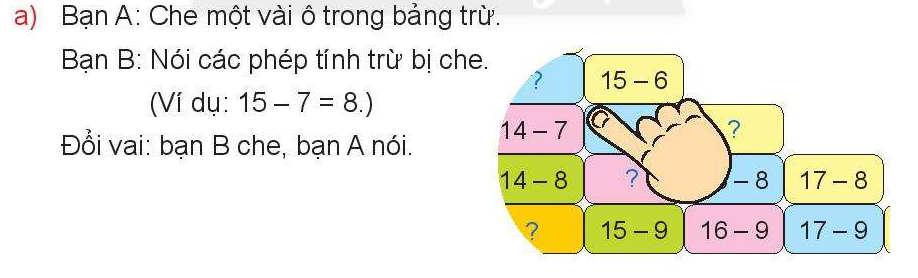 a) Bạn A: Che một vài ô trong bảng trừ.
Bạn B: Nói các phép tính trừ bị che.
(Ví dụ: 15 – 7 = 8.)
Đổi vai: bạn B che, bạn A nói.
? 15 – 6
14 – 7 ?
14 – 8 ? – 8 17 – 8
? 15 – 9 16 – 9 17 – 9